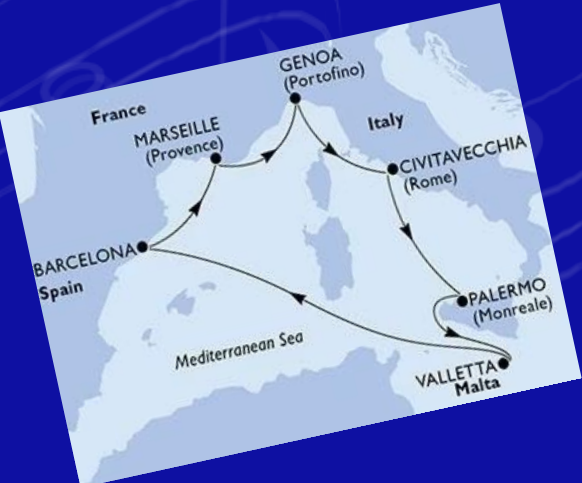 GENOA
(Portofino)
France
MARSEILLE
(Provence)
Italy
CIVITAVECCHIA
(Rome)
BARCELONA
Spain
PALERMO
(Monreale)
Mediterranean Sea
VALLETTA
Malta